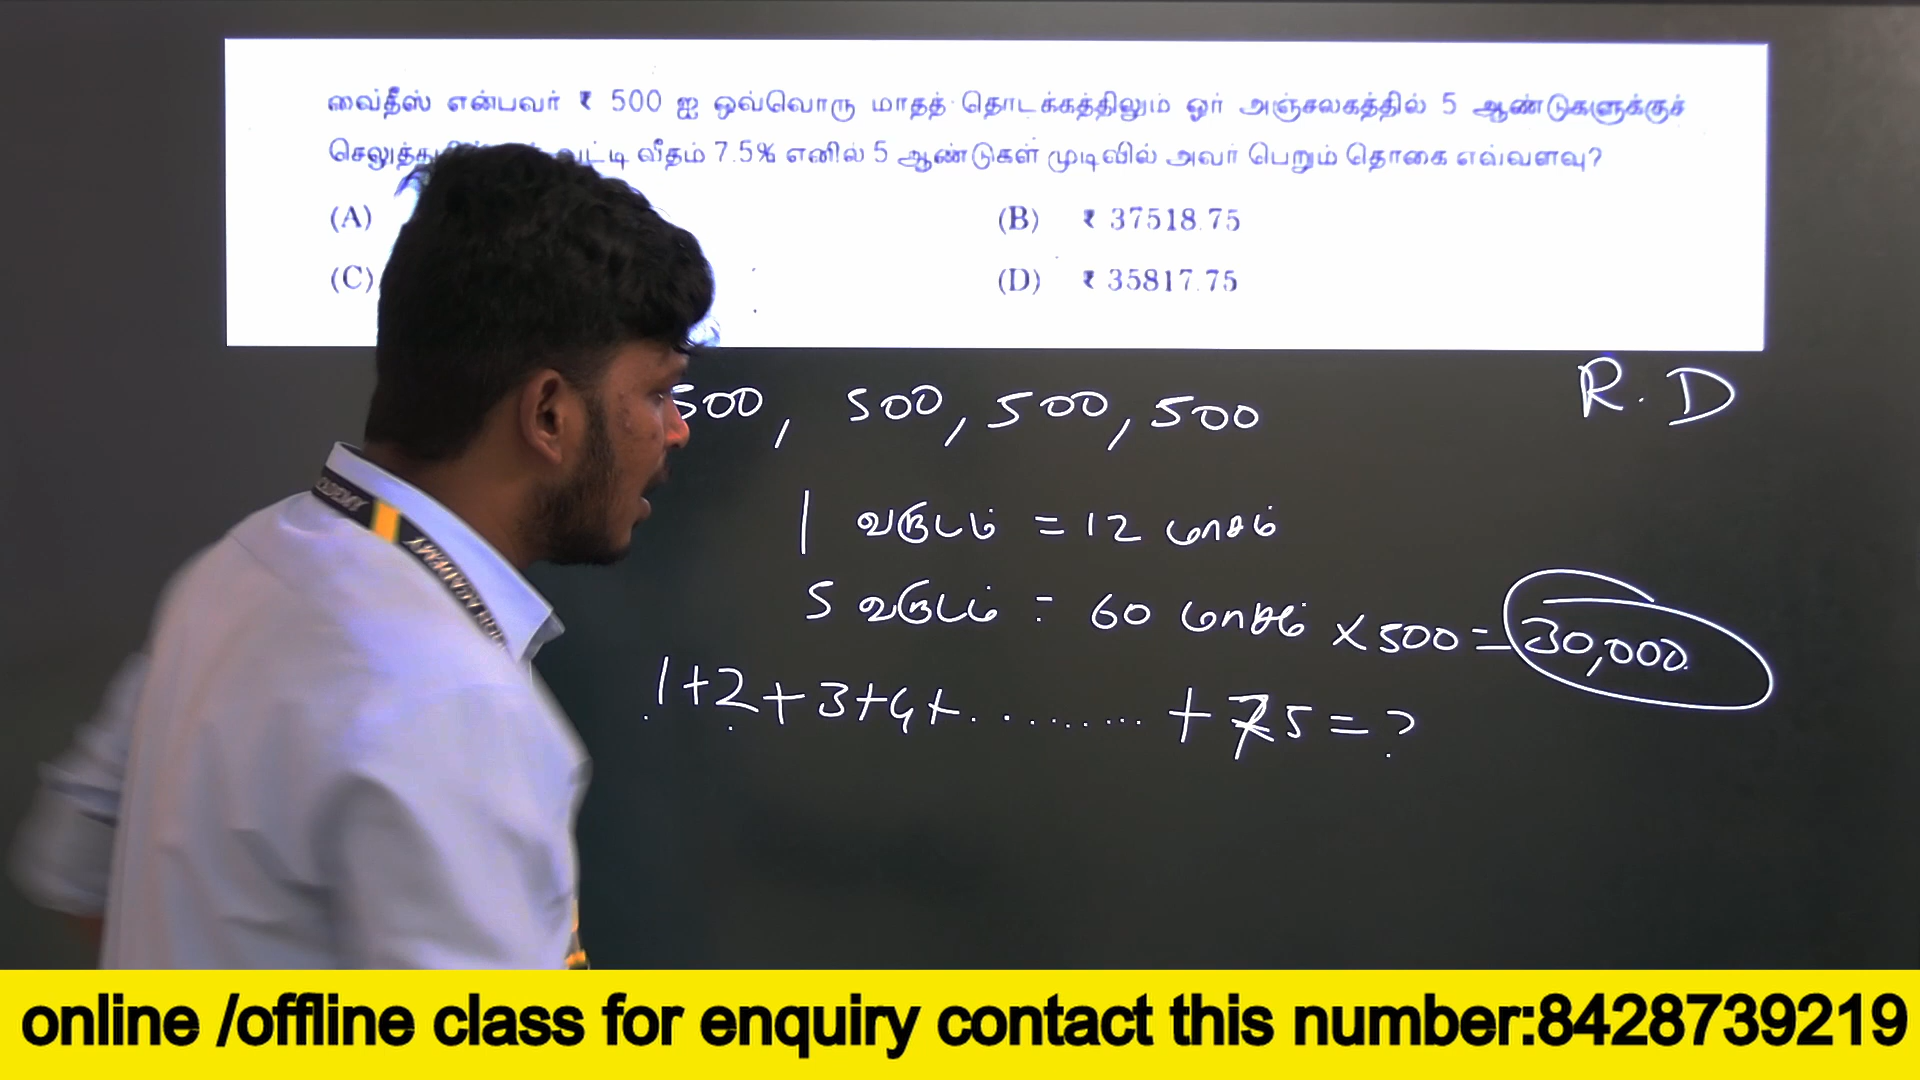 வைதீஸ் என்பவர் ₹ 500 ஐ ஒவ்வொரு மாதத் தொடக்கத்திலும் ஓர் அஞ்சலகத்தில் 5 ஆண்டுகளுக்குச்
வீதம் 7.5% எனில் 5 ஆண்டுகள் முடிவில் அவர் பெறும் தொகை எவ்வளவு?
(A) (B) ₹ 37518.75
(C) (D) ₹ 35817.75
500, 500, 500, 500
R.D
1 வருடம் = 12 மாசம்
5 வருடம் = 60 மாசம் × 500 = 30,000
1+2+3+4+.........+ 5 = ?
ACADEMY
online /offline class for enquiry contact this number:8428739219